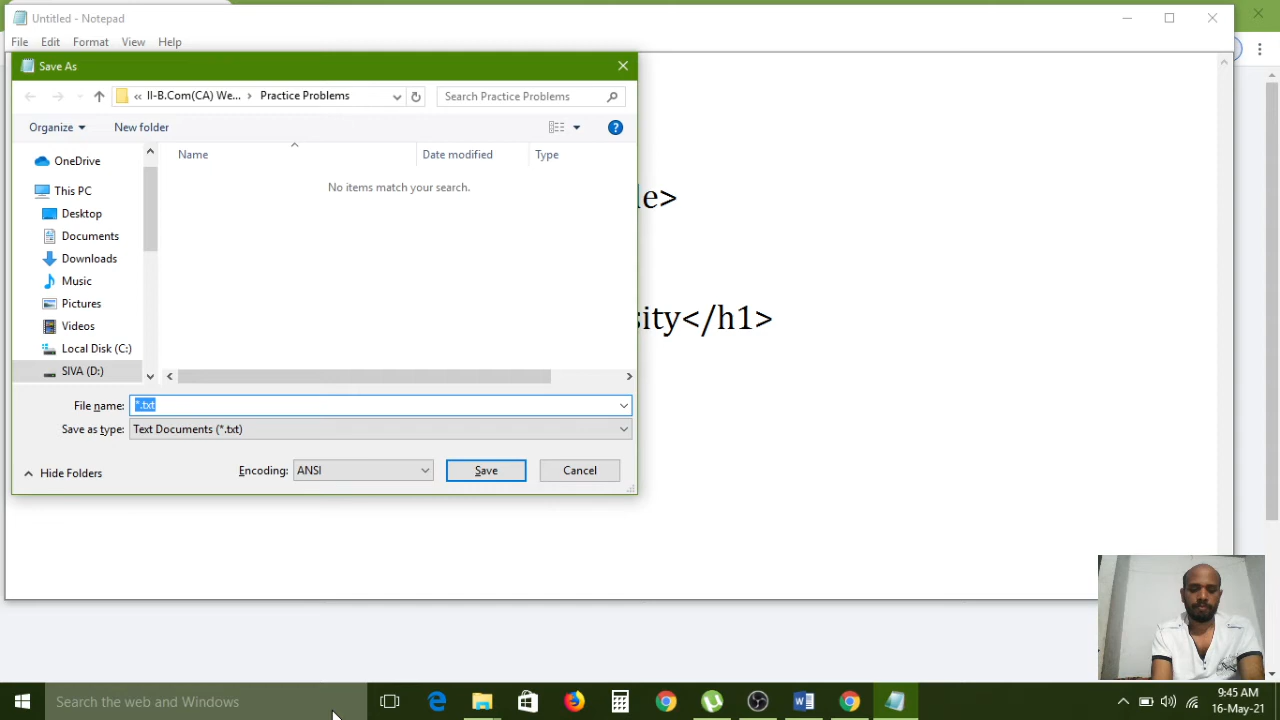 Untitled - Notepad
File Edit Format View Help
Save As
« II-B.Com(CA) We... › Practice Problems
Search Practice Problems
Organize New folder
Name Date modified Type
No items match your search.
OneDrive
This PC
Desktop
Documents
Downloads
Music
Pictures
Videos
Local Disk (C:)
SIVA (D:)
le>
sity</h1>
File name: *.txt
Save as type: Text Documents (*.txt)
Hide Folders
Encoding: ANSI
Save Cancel
Search the web and Windows
9:45 AM
16-May-21